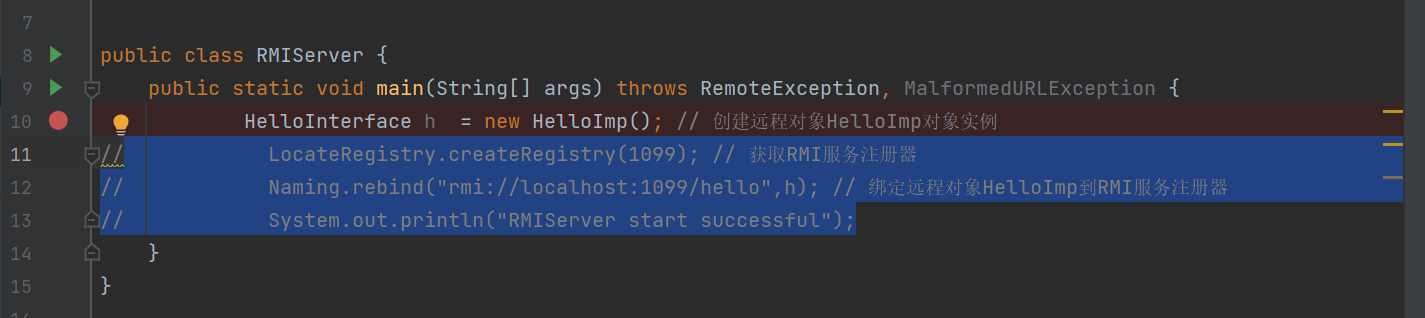 7
8 public class RMIServer {
9 public static void main(String[] args) throws RemoteException, MalformedURLException {
10 HelloInterface h  = new HelloImp(); // 创建远程对象HelloImp对象实例
11 //            LocateRegistry.createRegistry(1099); // 获取RMI服务注册器
12 //            Naming.rebind("rmi://localhost:1099/hello",h); // 绑定远程对象HelloImp到RMI服务注册器
13 //            System.out.println("RMIServer start successful");
14 }
15 }